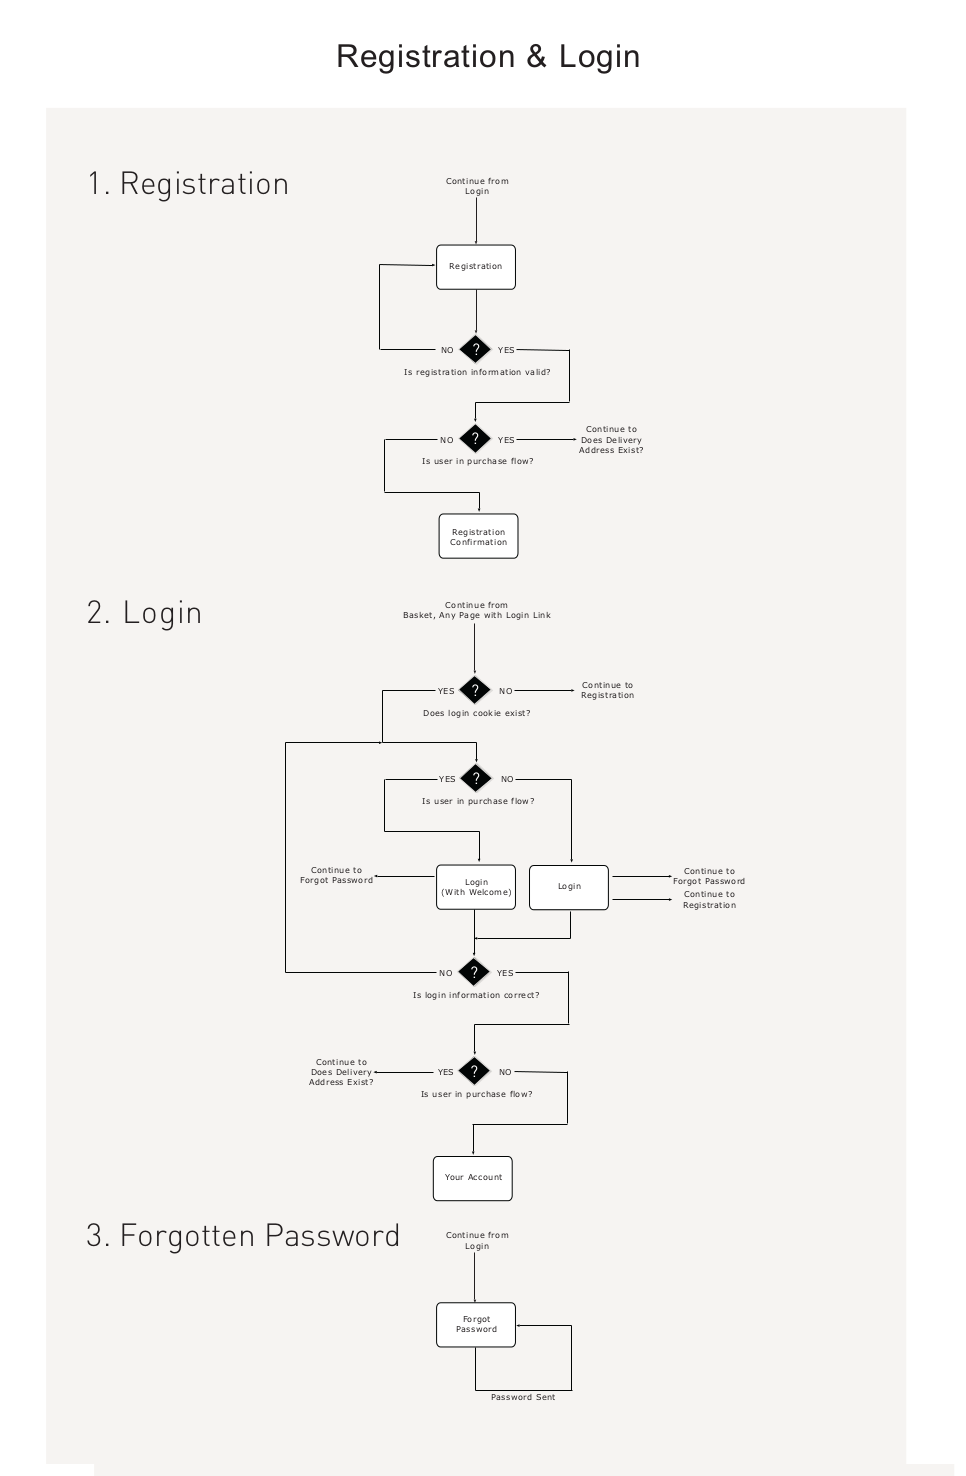 Registration & Login
1. Registration
Continue from
Login
Registration
NO
?
YES
Is registration information valid?
NO
?
YES
Continue to
Does Delivery
Address Exist?
Is user in purchase flow?
Registration
Confirmation
2. Login
Continue from
Basket, Any Page with Login Link
YES
?
NO
Continue to
Registration
Does login cookie exist?
YES
?
NO
Is user in purchase flow?
Continue to
Forgot Password
Login
(With Welcome)
Login
Continue to
Forgot Password
Continue to
Registration
NO
?
YES
Is login information correct?
Continue to
Does Delivery
Address Exist?
YES
?
NO
Is user in purchase flow?
Your Account
3. Forgotten Password
Continue from
Login
Forgot
Password
Password Sent